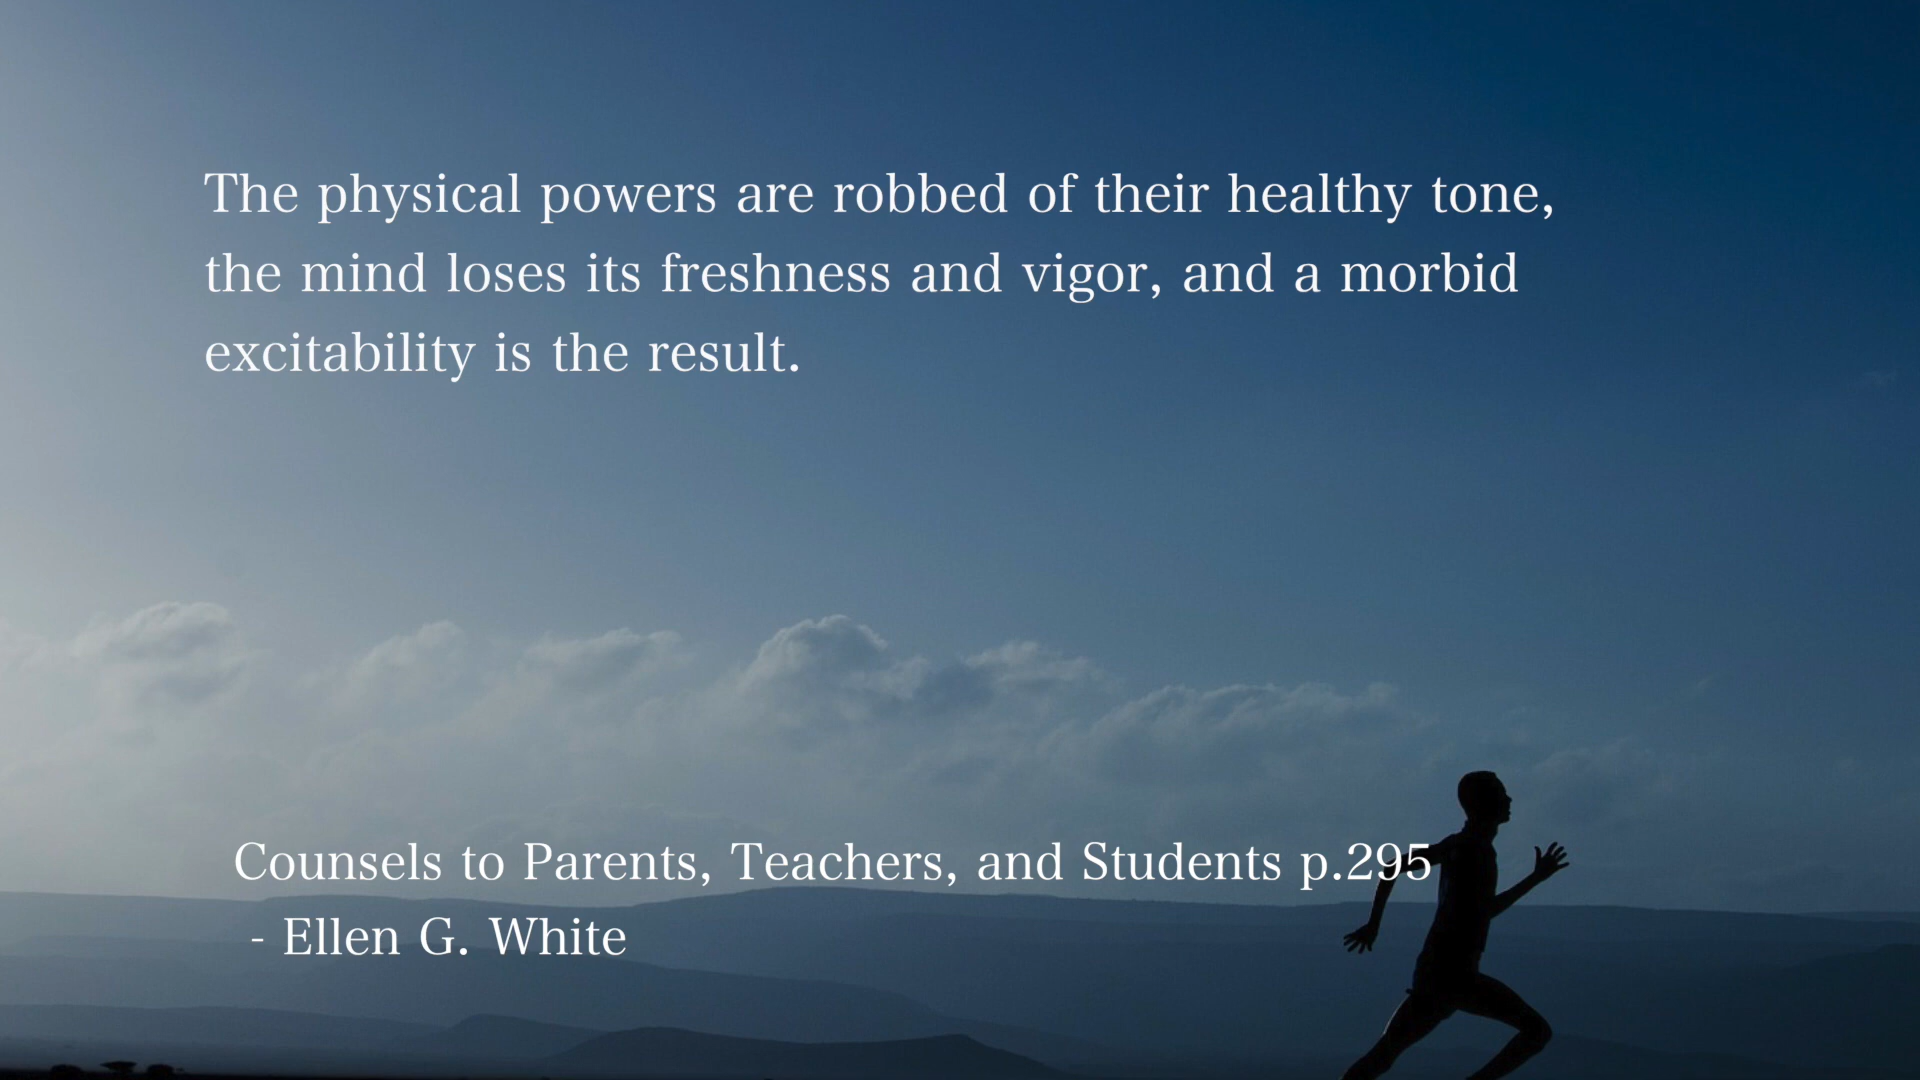 The physical powers are robbed of their healthy tone,
the mind loses its freshness and vigor, and a morbid
excitability is the result.
Counsels to Parents, Teachers, and Students p.295
- Ellen G. White